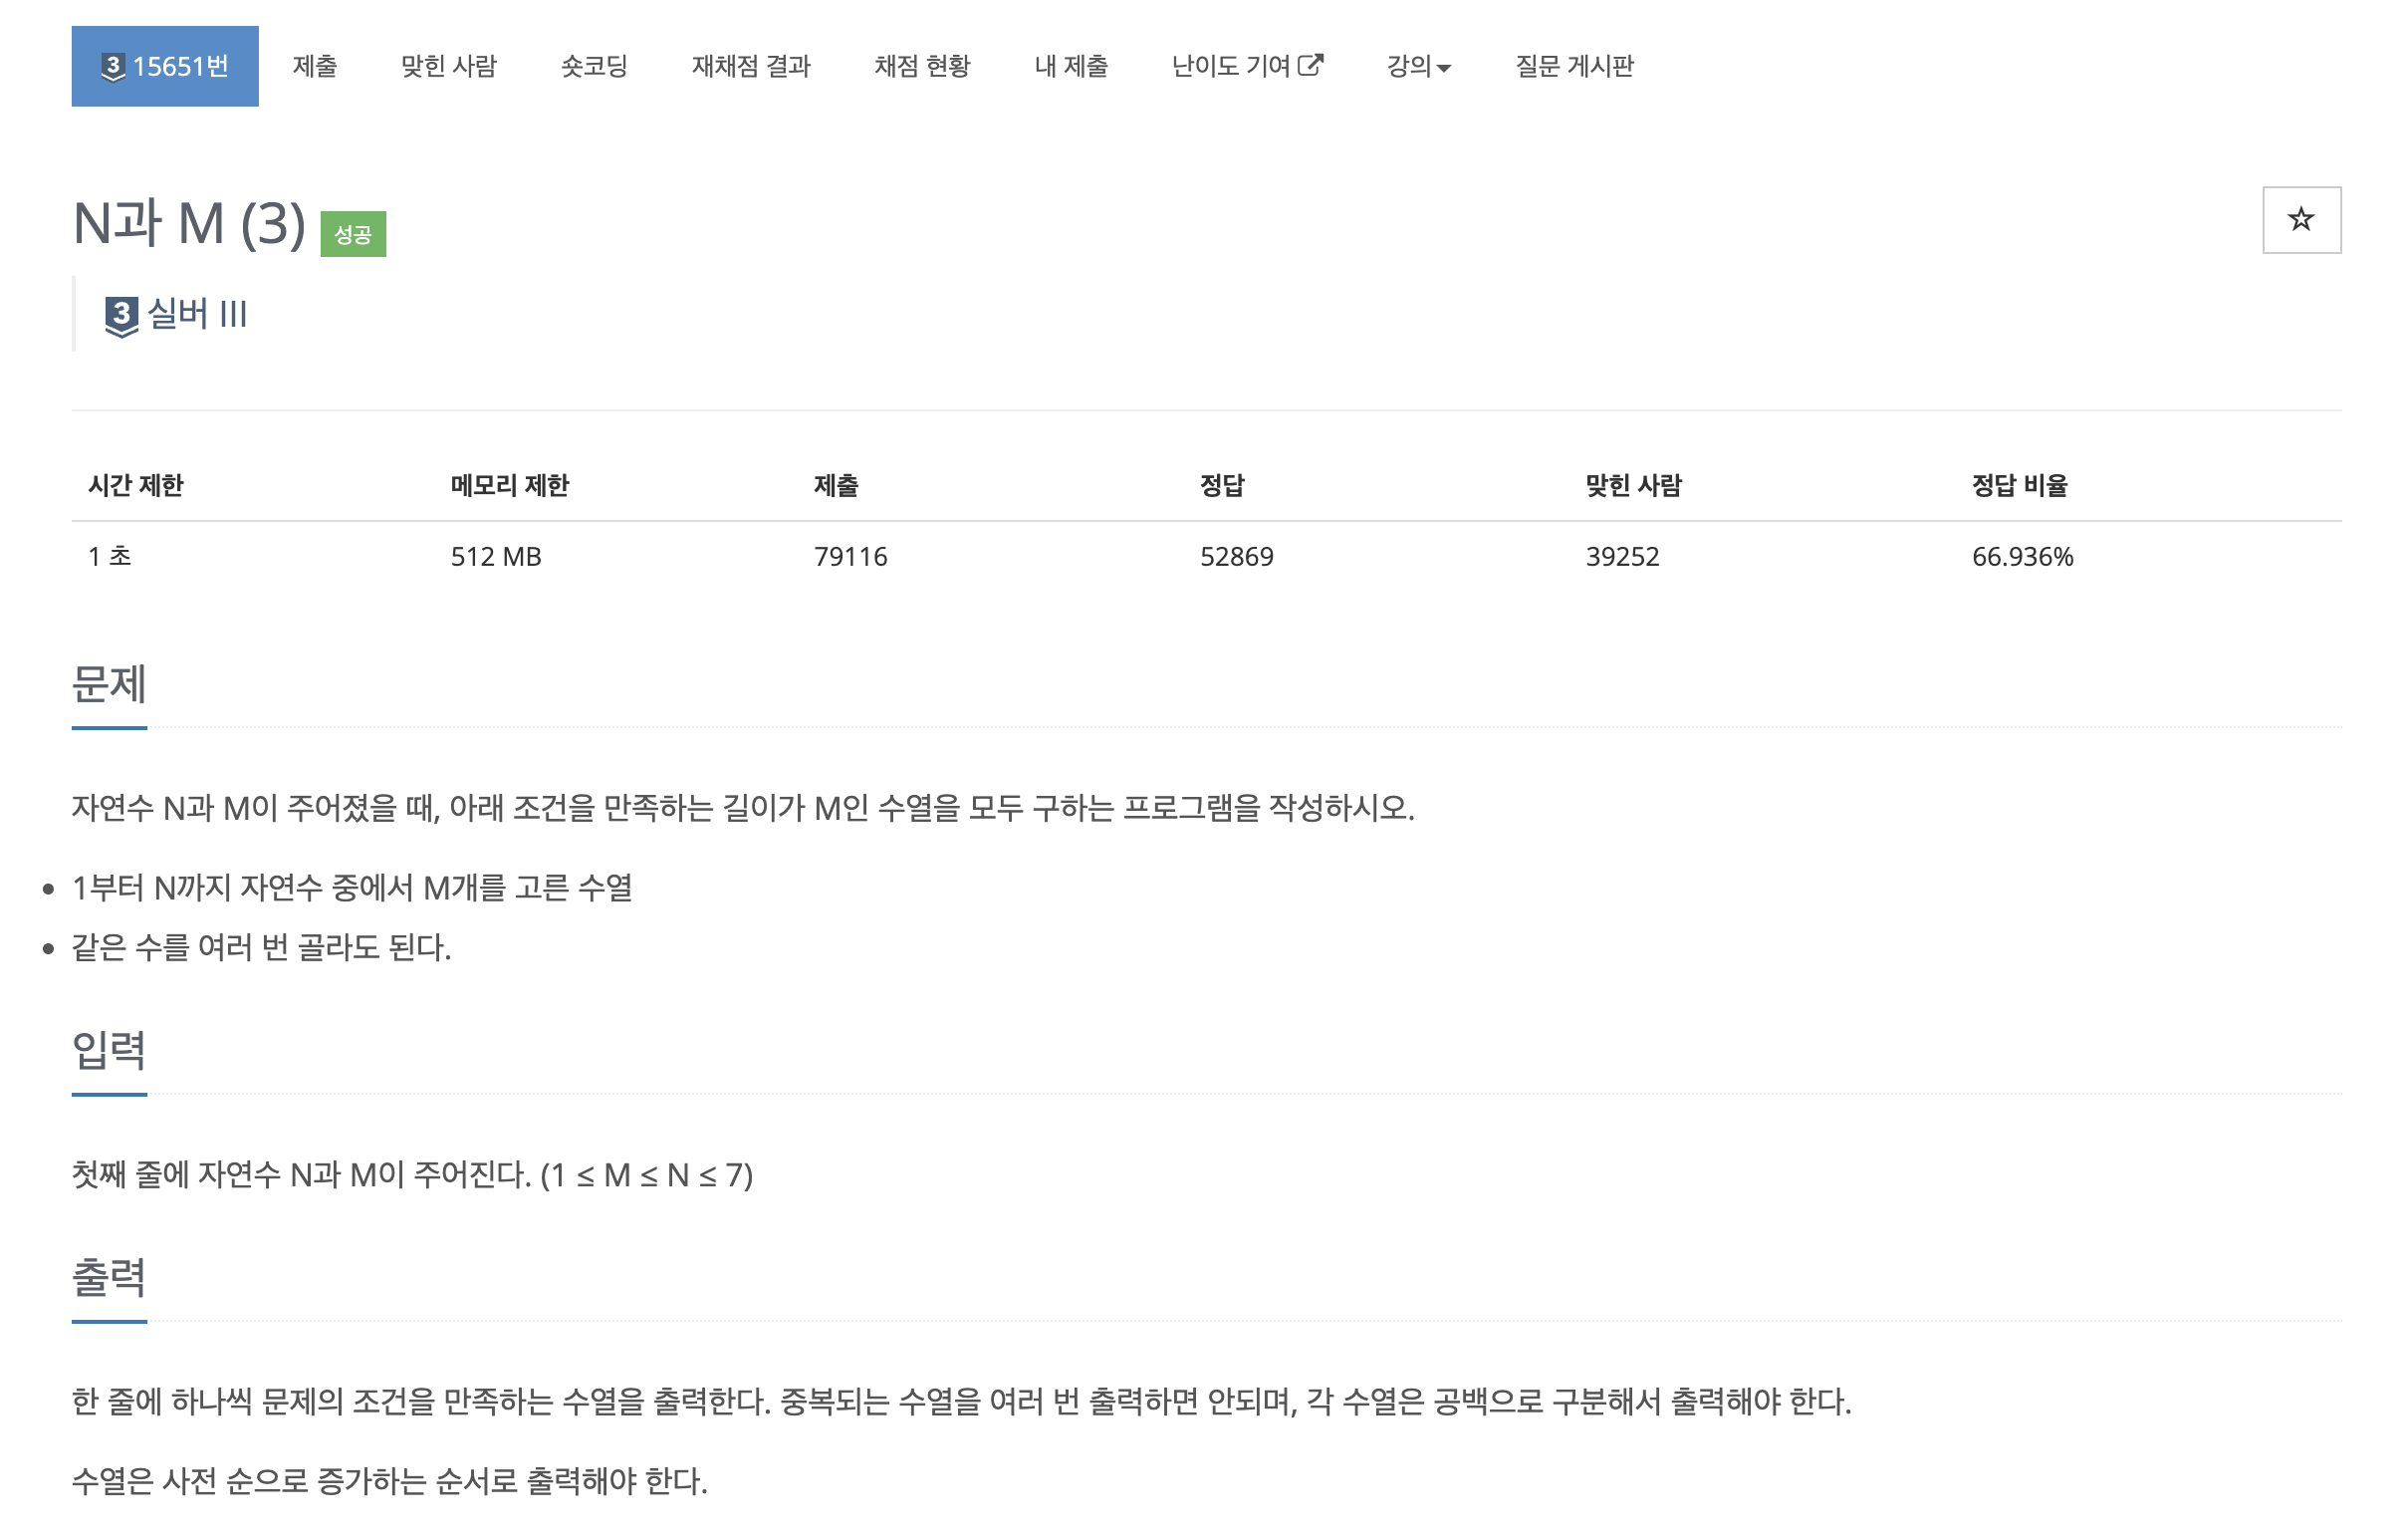 3 15651번 제출 맞힌 사람 숏코딩 재채점 결과 채점 현황 내 제출 난이도 기여 강의 질문 게시판
N과 M (3) 성공
3 실버 III
시간 제한 메모리 제한 제출 정답 맞힌 사람 정답 비율
1 초 512 MB 79116 52869 39252 66.936%
문제
자연수 N과 M이 주어졌을 때, 아래 조건을 만족하는 길이가 M인 수열을 모두 구하는 프로그램을 작성하시오.
• 1부터 N까지 자연수 중에서 M개를 고른 수열
• 같은 수를 여러 번 골라도 된다.
입력
첫째 줄에 자연수 N과 M이 주어진다. (1 ≤ M ≤ N ≤ 7)
출력
한 줄에 하나씩 문제의 조건을 만족하는 수열을 출력한다. 중복되는 수열을 여러 번 출력하면 안되며, 각 수열은 공백으로 구분해서 출력해야 한다.
수열은 사전 순으로 증가하는 순서로 출력해야 한다.